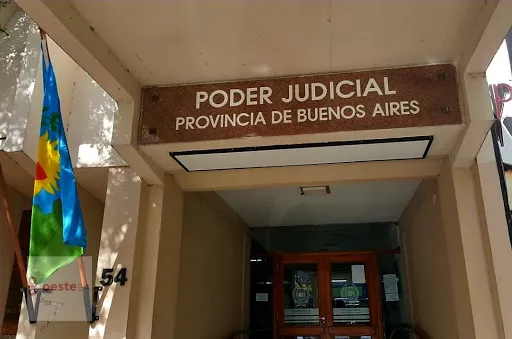 PODER JUDICIAL
PROVINCIA DE BUENOS AIRES
54
oeste